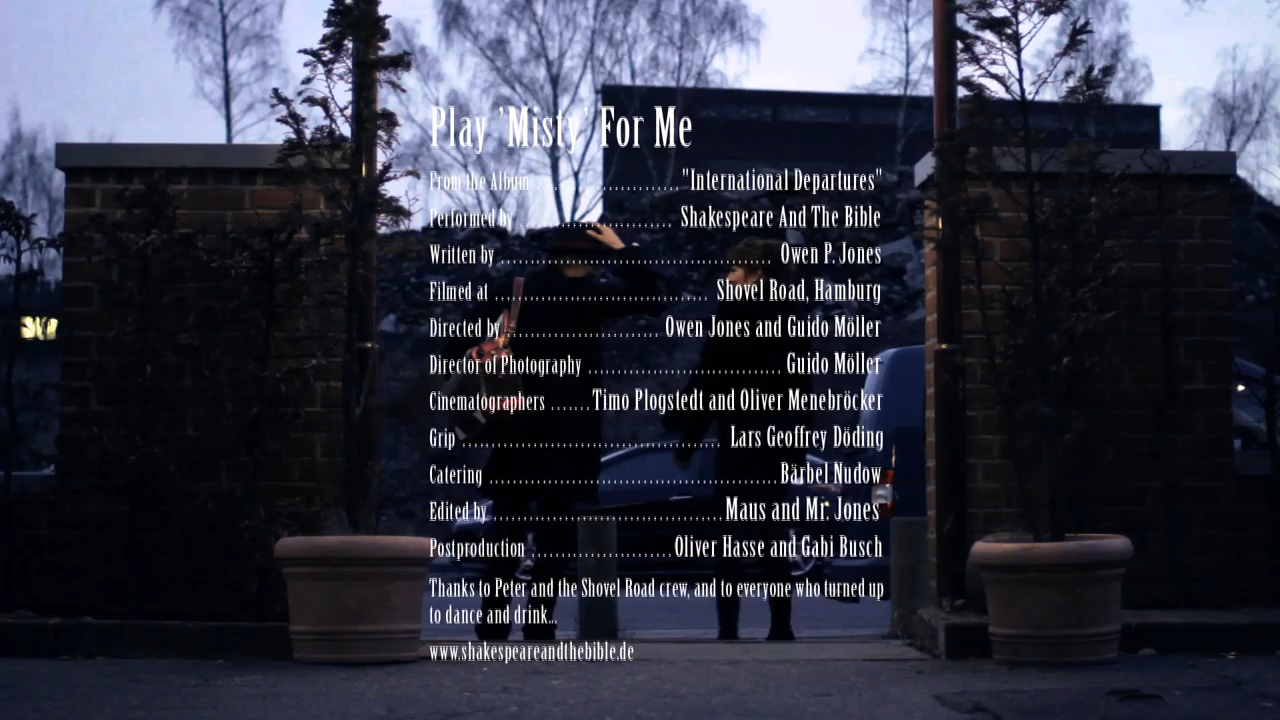 Play 'Misty' For Me
From the Album ........................ "International Departures"
Performed by .......................... Shakespeare And The Bible
Written by ............................................... Owen P. Jones
Filmed at ..................................... Shovel Road, Hamburg
Directed by .......................... Owen Jones and Guido Möller
Director of Photography ................................. Guido Möller
Cinematographers ....... Timo Plogstedt and Oliver Menebröcker
Grip ............................................. Lars Geoffrey Döding
Catering .................................................. Bärbel Nudow
Edited by ........................................ Maus and Mr. Jones
Postproduction ........................ Oliver Hasse and Gabi Busch
Thanks to Peter and the Shovel Road crew, and to everyone who turned up
to dance and drink...
www.shakespeareandthebible.de